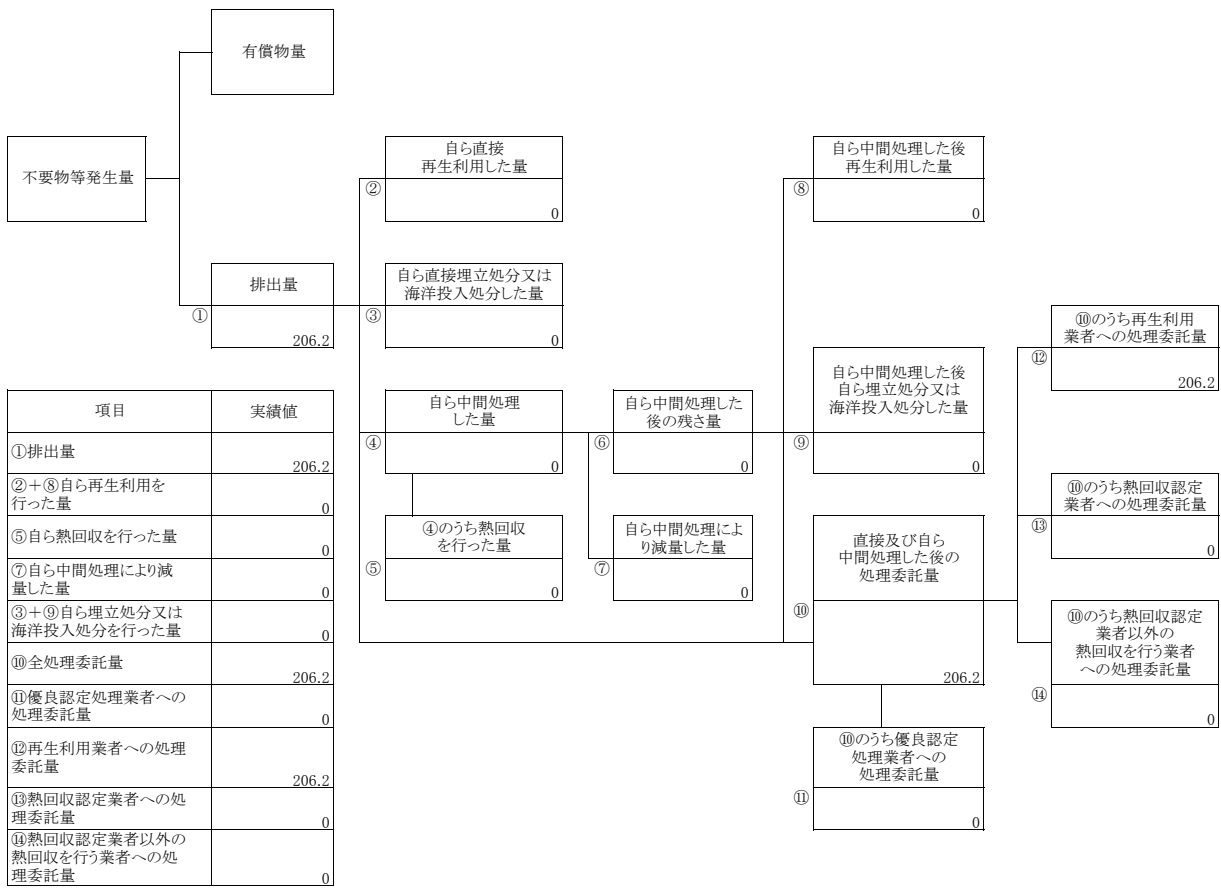 有償物量
不要物等発生量
自ら直接
再生利用した量
②
0
自ら中間処理した後
再生利用した量
⑧
0
排出量
①
206.2
自ら直接埋立処分又は
海洋投入処分した量
③
0
⑩のうち再生利用
業者への処理委託量
⑫
206.2
自ら中間処理
した量
④
0
自ら中間処理した
後の残さ量
⑥
0
自ら中間処理した後
自ら埋立処分又は
海洋投入処分した量
⑨
0
⑩のうち熱回収認定
業者への処理委託量
⑬
0
④のうち熱回収
を行った量
⑤
0
自ら中間処理によ
り減量した量
⑦
0
直接及び自ら
中間処理した後の
処理委託量
⑩
206.2
⑩のうち熱回収認定
業者以外の
熱回収を行う業者
への処理委託量
⑭
0
⑩のうち優良認定
処理業者への
処理委託量
⑪
0
項目 実績値
①排出量
206.2
②+⑧自ら再生利用を
行った量
0
⑤自ら熱回収を行った量
0
⑦自ら中間処理により減
量した量
0
③+⑨自ら埋立処分又は
海洋投入処分を行った量
0
⑩全処理委託量
206.2
⑪優良認定処理業者への
処理委託量
0
⑫再生利用業者への処理
委託量
206.2
⑬熱回収認定業者への処
理委託量
0
⑭熱回収認定業者以外の
熱回収を行う業者への処
理委託量
0